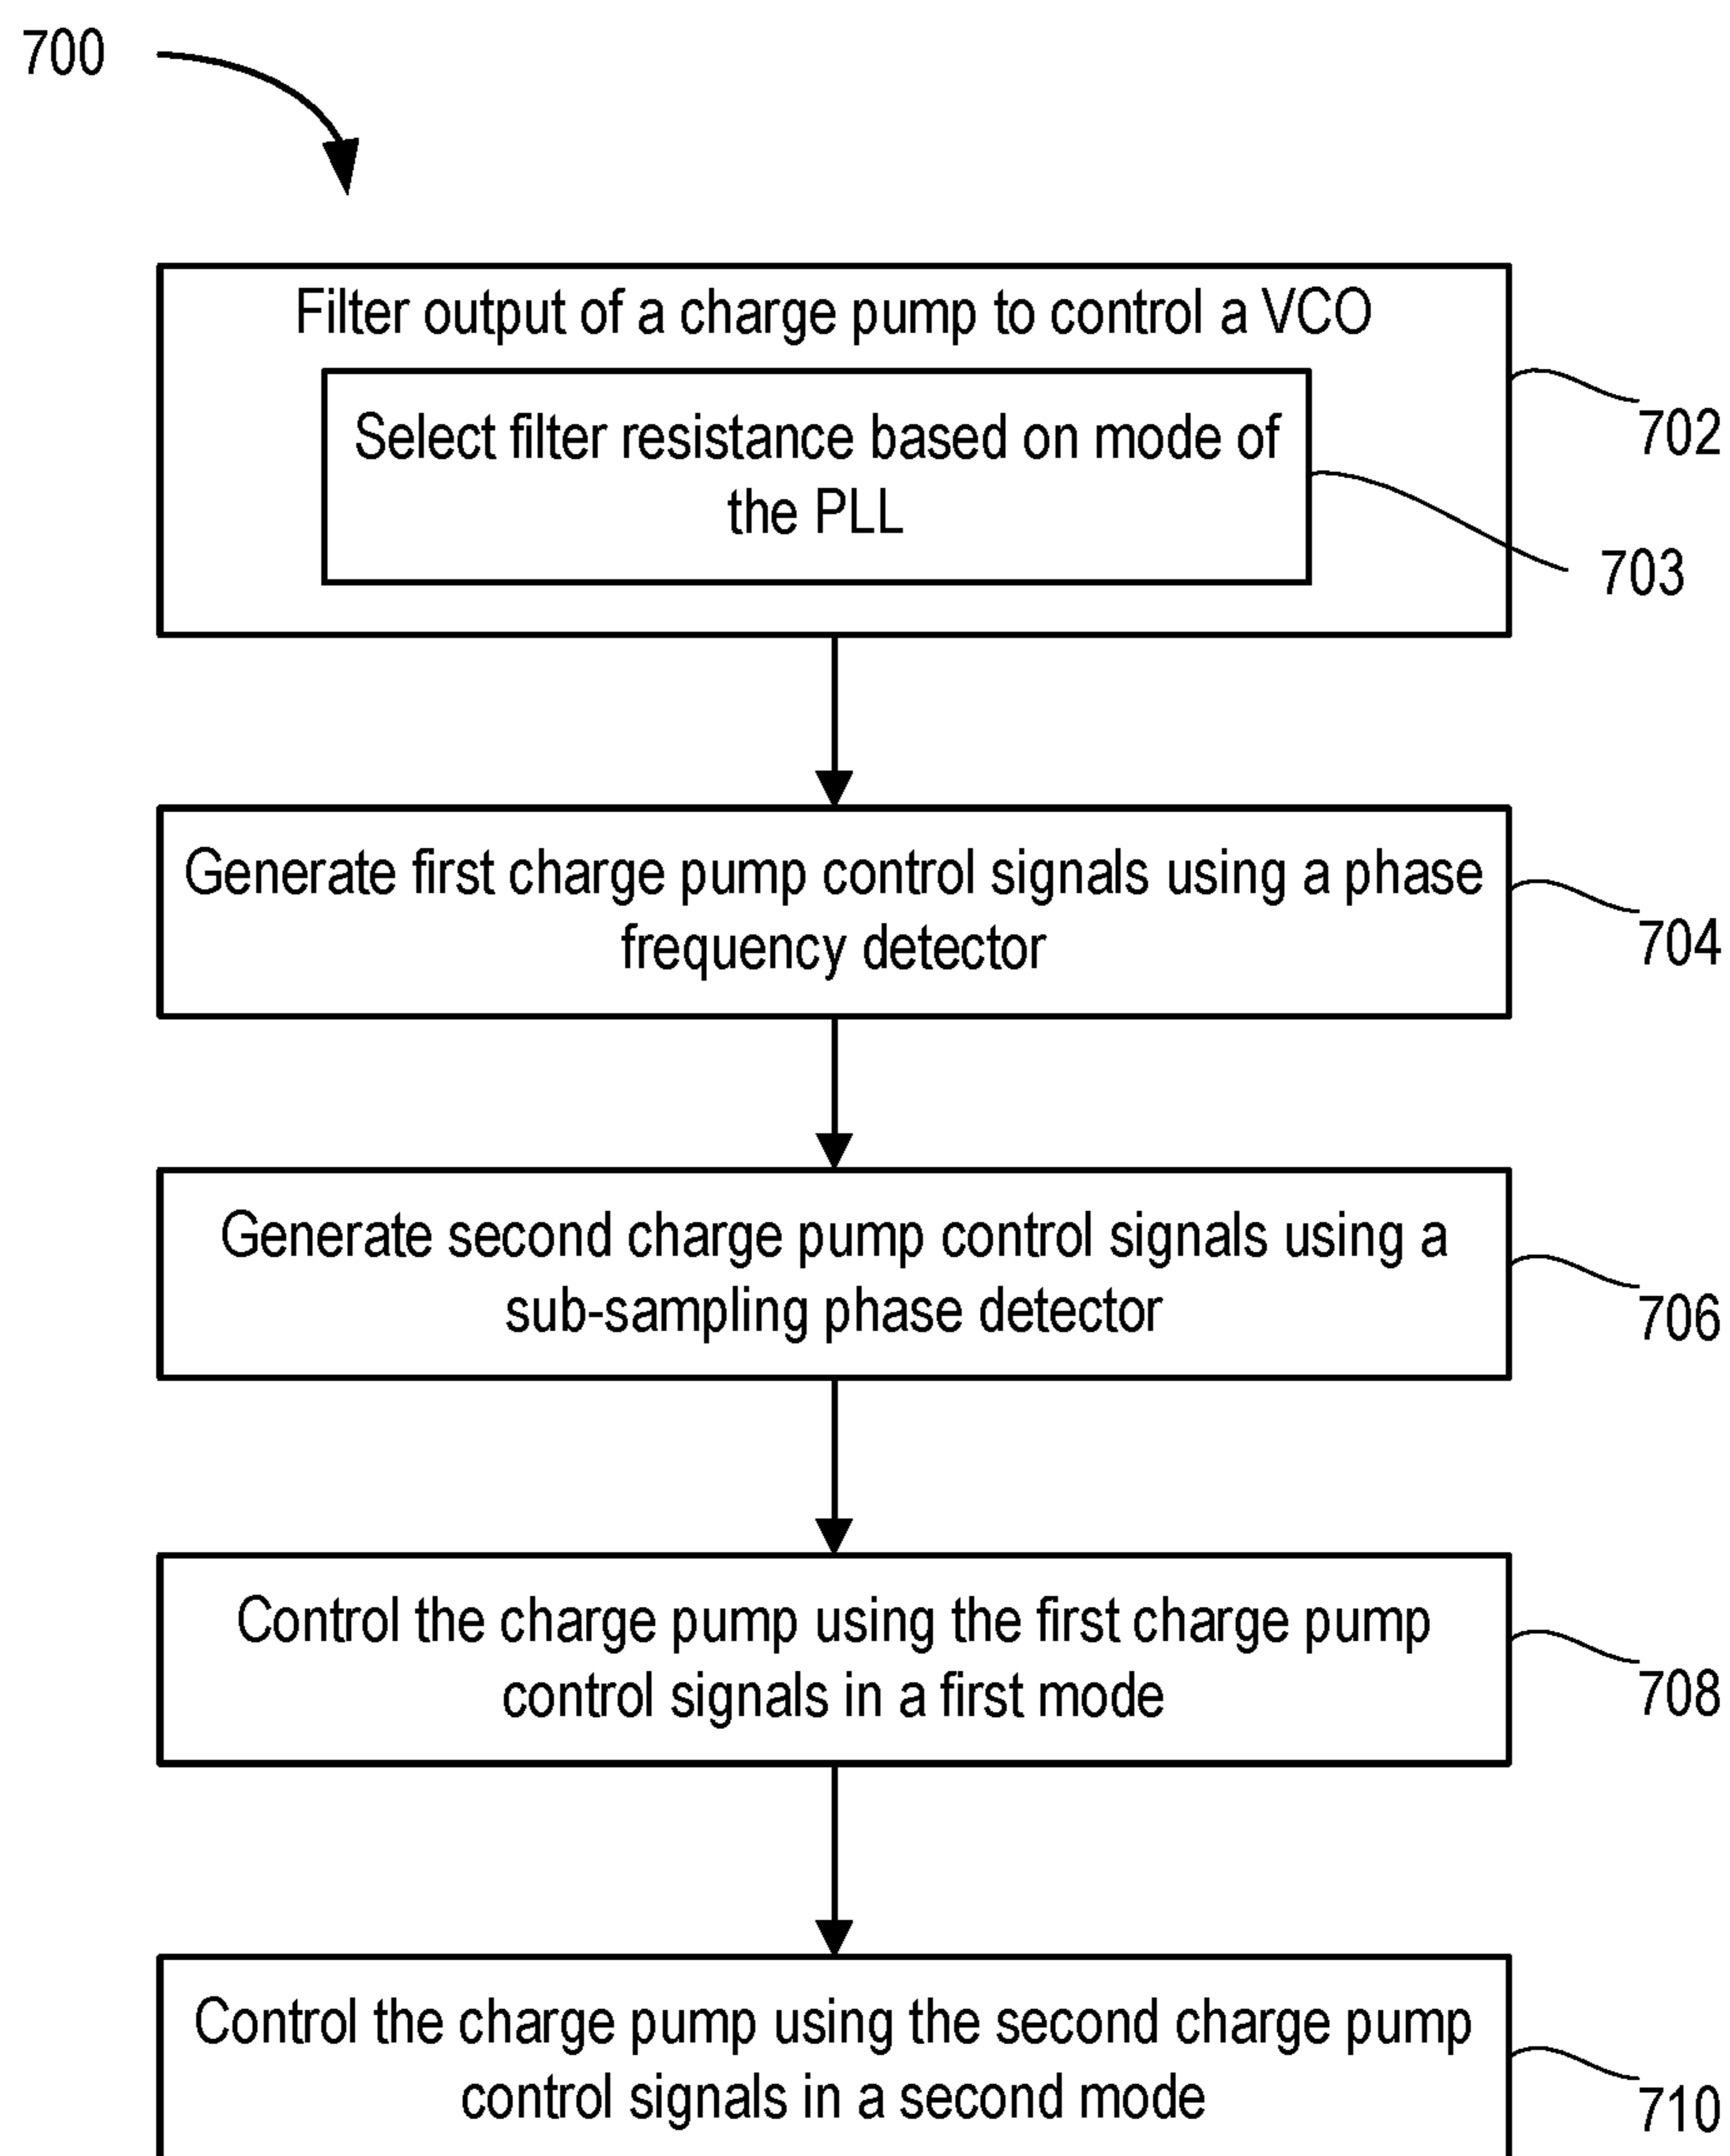 700
Filter output of a charge pump to control a VCO
702
Select filter resistance based on mode of
the PLL
703
Generate first charge pump control signals using a phase
frequency detector
704
Generate second charge pump control signals using a
sub-sampling phase detector
706
Control the charge pump using the first charge pump
control signals in a first mode
708
Control the charge pump using the second charge pump
control signals in a second mode
710